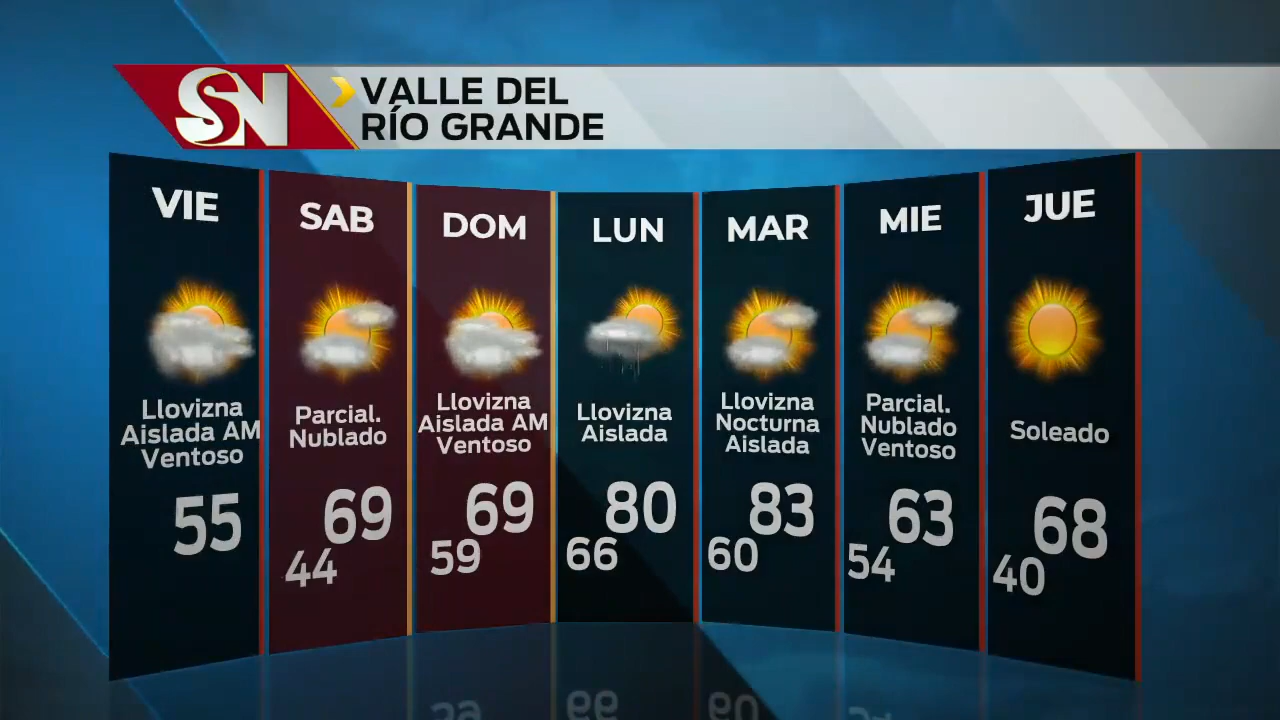 SN
VALLE DEL
RÍO GRANDE
VIE
Llovizna
Aislada AM
Ventoso
55
SAB
Parcial.
Nublado
69
44
DOM
Llovizna
Aislada AM
Ventoso
69
59
LUN
Llovizna
Aislada
80
66
MAR
Llovizna
Nocturna
Aislada
83
60
MIE
Parcial.
Nublado
Ventoso
63
54
JUE
Soleado
68
40